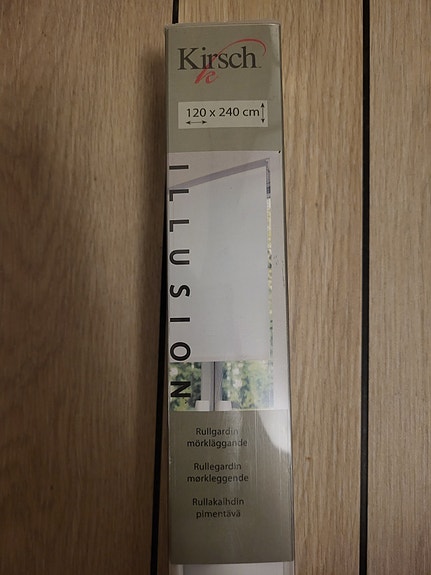 Kirsch
k
120 x 240 cm
ILLUSION
Rullgardin
mörkläggande
Rullegardin
mørkleggende
Rullakaihdin
pimentävä